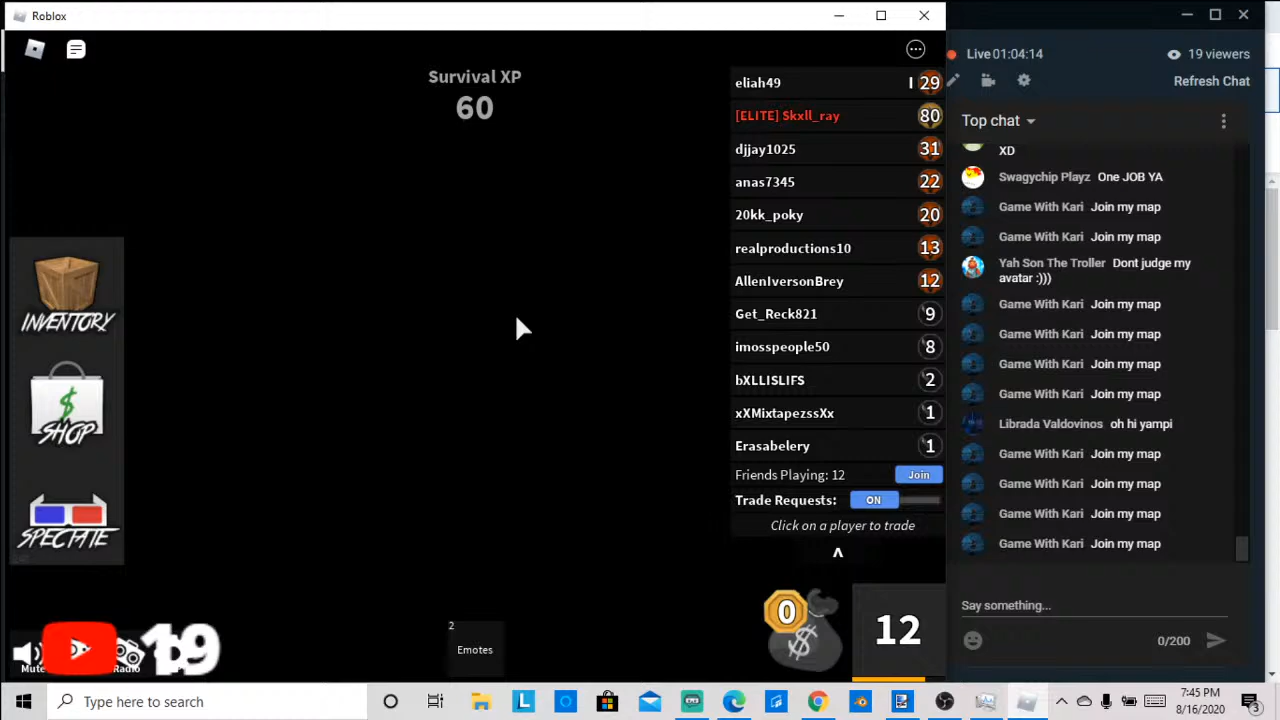 Roblox
Survival XP
60
eliah49 I 29
[ELITE] Skxll_ray 80
djjay1025 31
anas7345 22
20kk_poky 20
realproductions10 13
AllenIversonBrey 12
Get_Reck821 9
imosspeople50 8
bXLLISLIFS 2
xXMixtapezssXx 1
Erasabelery 1
Friends Playing: 12 Join
Trade Requests: ON
Click on a player to trade
^
INVENTORY
$
SHOP
SPECTATE
Mute
Radio
2
Emotes
0
$
12
Live 01:04:14
19 viewers
Refresh Chat
Top chat
XD
Swagychip Playz One JOB YA
Game With Kari Join my map
Game With Kari Join my map
Yah Son The Troller Dont judge my
avatar :)))
Game With Kari Join my map
Game With Kari Join my map
Game With Kari Join my map
Game With Kari Join my map
Librada Valdovinos oh hi yampi
Game With Kari Join my map
Game With Kari Join my map
Game With Kari Join my map
Game With Kari Join my map
Say something...
0/200
Type here to search
L
7:45 PM
8/16/2020
3